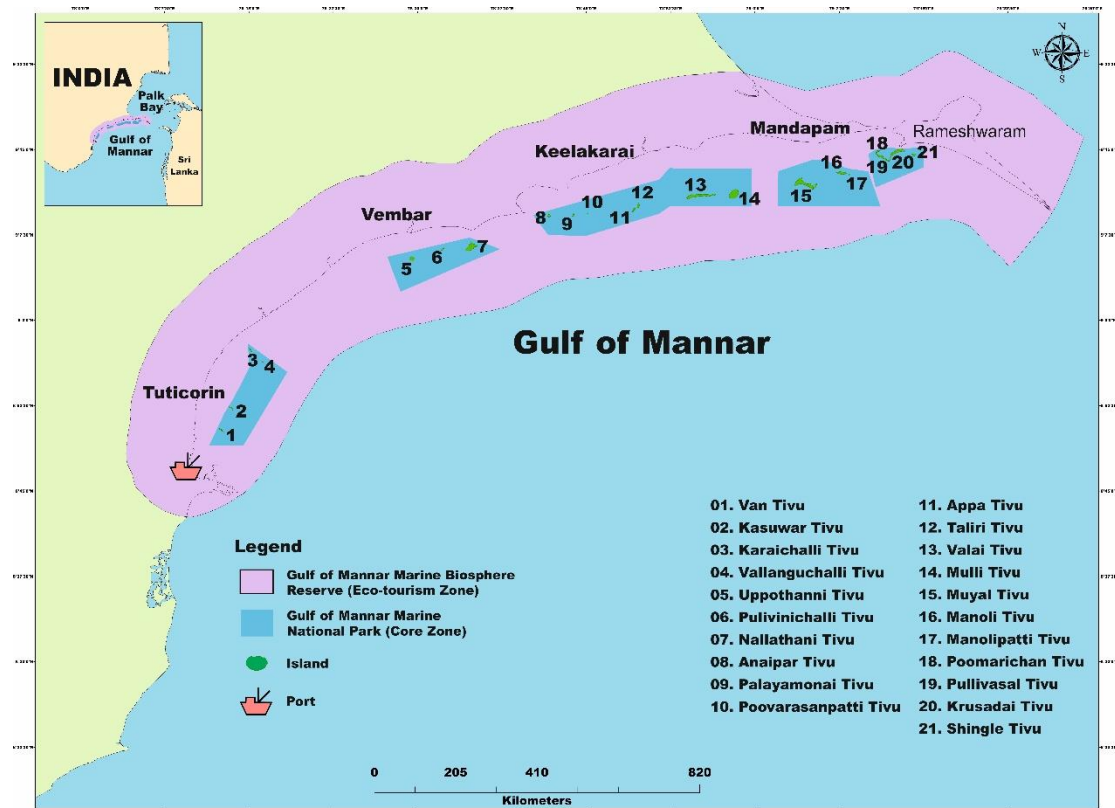 INDIA
Palk
Bay
Gulf of
Mannar
Sri
Lanka
N
W
E
S
Mandapam
Rameshwaram
Keelakarai
Vembar
Tuticorin
18
21
19
20
16
17
15
13
14
12
11
10
9
8
7
6
5
3
4
2
1
Gulf of Mannar
Legend
Gulf of Mannar Marine Biosphere
Reserve (Eco-tourism Zone)
Gulf of Mannar Marine
National Park (Core Zone)
Island
Port
01. Van Tivu
02. Kasuwar Tivu
03. Karaichalli Tivu
04. Vallanguchalli Tivu
05. Uppothanni Tivu
06. Pulivinichalli Tivu
07. Nallathani Tivu
08. Anaipar Tivu
09. Palayamonai Tivu
10. Poovarasanpatti Tivu
11. Appa Tivu
12. Taliri Tivu
13. Valai Tivu
14. Mulli Tivu
15. Muyal Tivu
16. Manoli Tivu
17. Manolipatti Tivu
18. Poomarichan Tivu
19. Pullivasal Tivu
20. Krusadai Tivu
21. Shingle Tivu
0 205 410 820
Kilometers